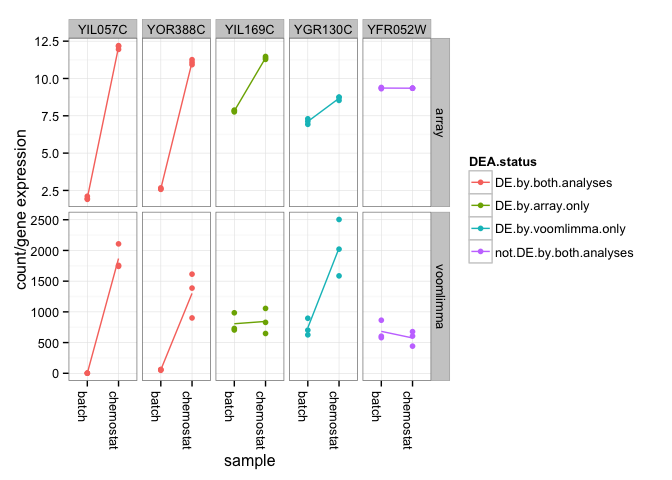 YIL057C YOR388C YIL169C YGR130C YFR052W
12.5
10.0
7.5
5.0
2.5
array
2500
2000
1500
1000
500
0
voomlimma
count/gene expression
batch chemostat batch chemostat batch chemostat batch chemostat batch chemostat
sample
DEA.status
DE.by.both.analyses
DE.by.array.only
DE.by.voomlimma.only
not.DE.by.both.analyses